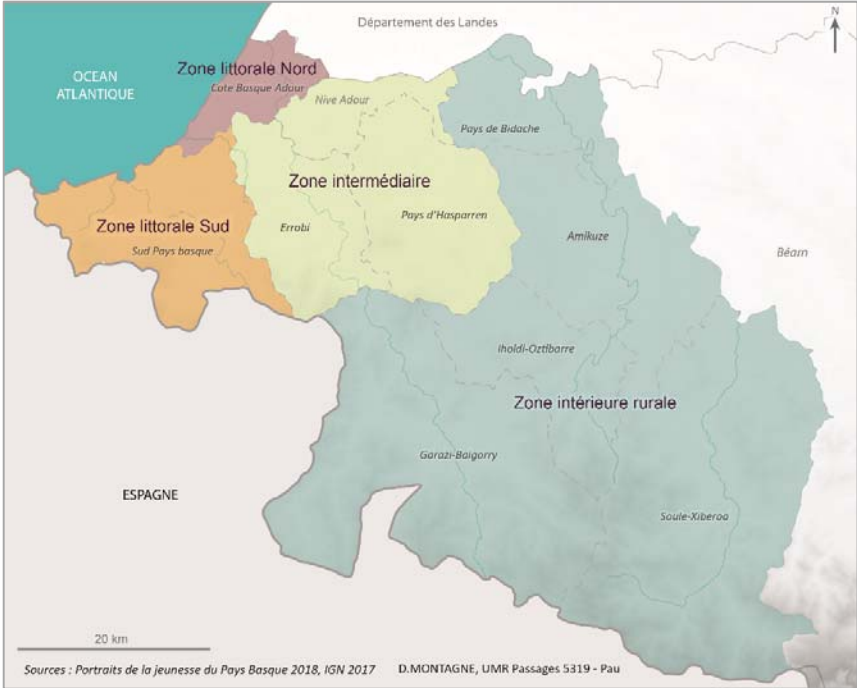 Département des Landes
N
Zone littorale Nord
OCEAN
ATLANTIQUE
Cote Basque Adour
Nive Adour
Pays de Bidache
Zone intermédiaire
Pays d'Hasparren
Zone littorale Sud
Errobi
Amikuze
Sud Pays basque
Béarn
Iholdi-Oztibarre
Zone intérieure rurale
Garazi-Baigorry
ESPAGNE
Soule-Xiberoa
20 km
Sources : Portraits de la jeunesse du Pays Basque 2018, IGN 2017 D.MONTAGNE, UMR Passages 5319 - Pau